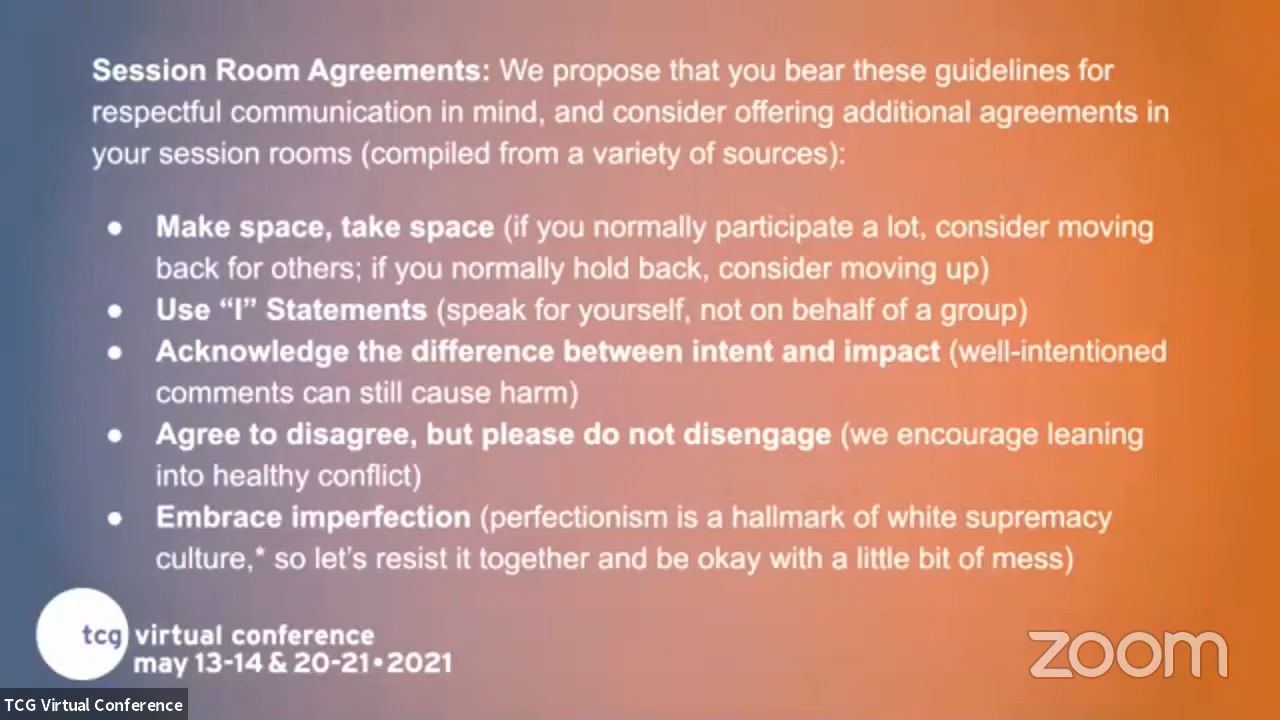 Session Room Agreements: We propose that you bear these guidelines for
respectful communication in mind, and consider offering additional agreements in
your session rooms (compiled from a variety of sources):
● Make space, take space (if you normally participate a lot, consider moving
back for others; if you normally hold back, consider moving up)
● Use “I” Statements (speak for yourself, not on behalf of a group)
● Acknowledge the difference between intent and impact (well-intentioned
comments can still cause harm)
● Agree to disagree, but please do not disengage (we encourage leaning
into healthy conflict)
● Embrace imperfection (perfectionism is a hallmark of white supremacy
culture,* so let’s resist it together and be okay with a little bit of mess)
tcg virtual conference
may 13-14 & 20-21•2021
zoom
TCG Virtual Conference